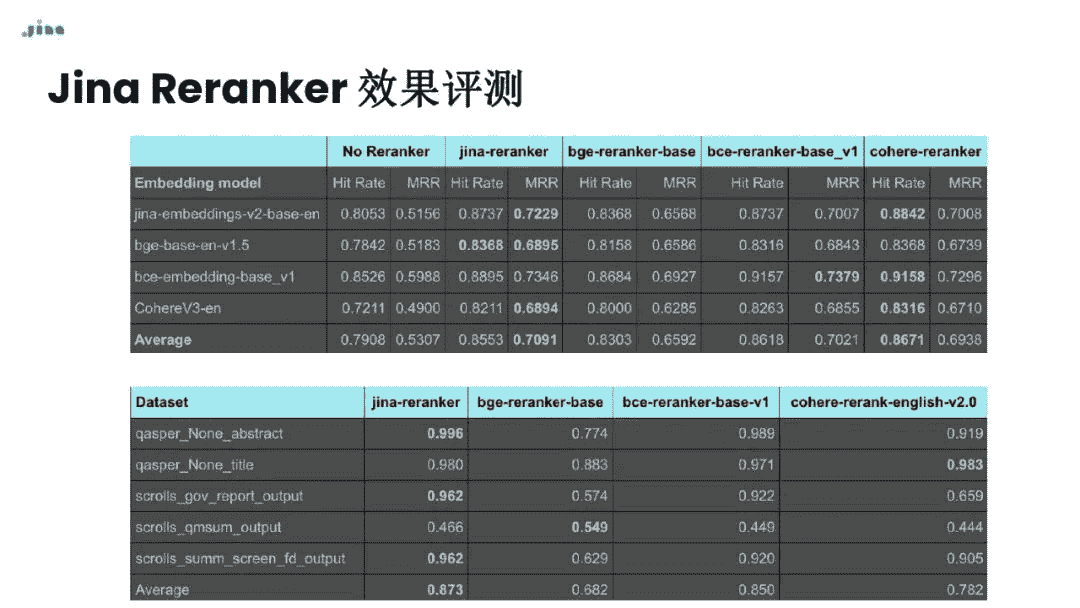 Jina
Jina Reranker 效果评测
No Reranker jina-reranker bge-reranker-base bce-reranker-base_v1 cohere-reranker
Embedding model Hit Rate MRR Hit Rate MRR Hit Rate MRR Hit Rate MRR Hit Rate MRR
jina-embeddings-v2-base-en 0.8053 0.5156 0.8737 0.7229 0.8368 0.6568 0.8737 0.7007 0.8842 0.7008
bge-base-en-v1.5 0.7842 0.5183 0.8368 0.6895 0.8158 0.6586 0.8316 0.6843 0.8368 0.6739
bce-embedding-base_v1 0.8526 0.5988 0.8895 0.7346 0.8684 0.6927 0.9157 0.7379 0.9158 0.7296
CohereV3-en 0.7211 0.4900 0.8211 0.6894 0.8000 0.6285 0.8263 0.6855 0.8316 0.6710
Average 0.7908 0.5307 0.8553 0.7091 0.8303 0.6592 0.8618 0.7021 0.8671 0.6938
Dataset jina-reranker bge-reranker-base bce-reranker-base-v1 cohere-rerank-english-v2.0
qasper_None_abstract 0.996 0.774 0.989 0.919
qasper_None_title 0.980 0.883 0.971 0.983
scrolls_gov_report_output 0.962 0.574 0.922 0.659
scrolls_qmsum_output 0.466 0.549 0.449 0.444
scrolls_summ_screen_fd_output 0.962 0.629 0.920 0.905
Average 0.873 0.682 0.850 0.782